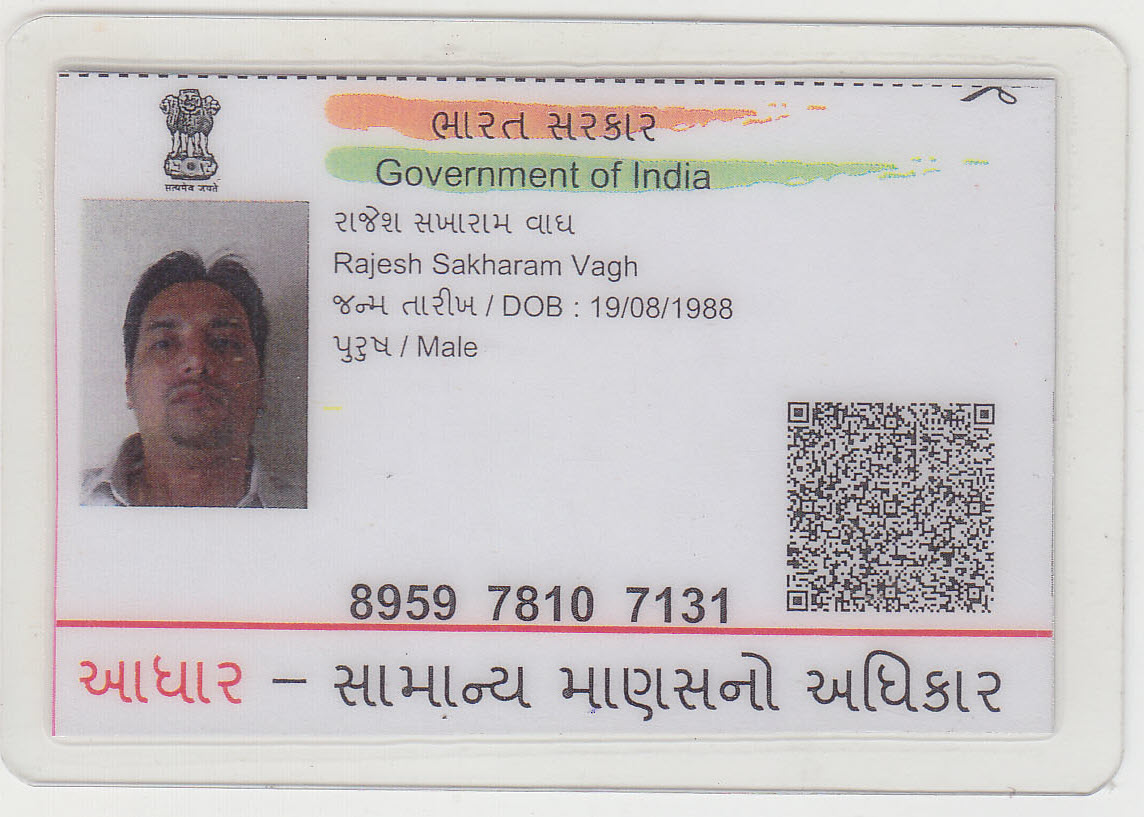 सत्यमेव जयते
ભારત સરકાર
Government of India
રાજેશ સખારામ વાઘ
Rajesh Sakharam Vagh
જન્મ તારીખ / DOB : 19/08/1988
પુરુષ / Male
8959 7810 7131
આધાર – સામાન્ય માણસનો અધિકાર